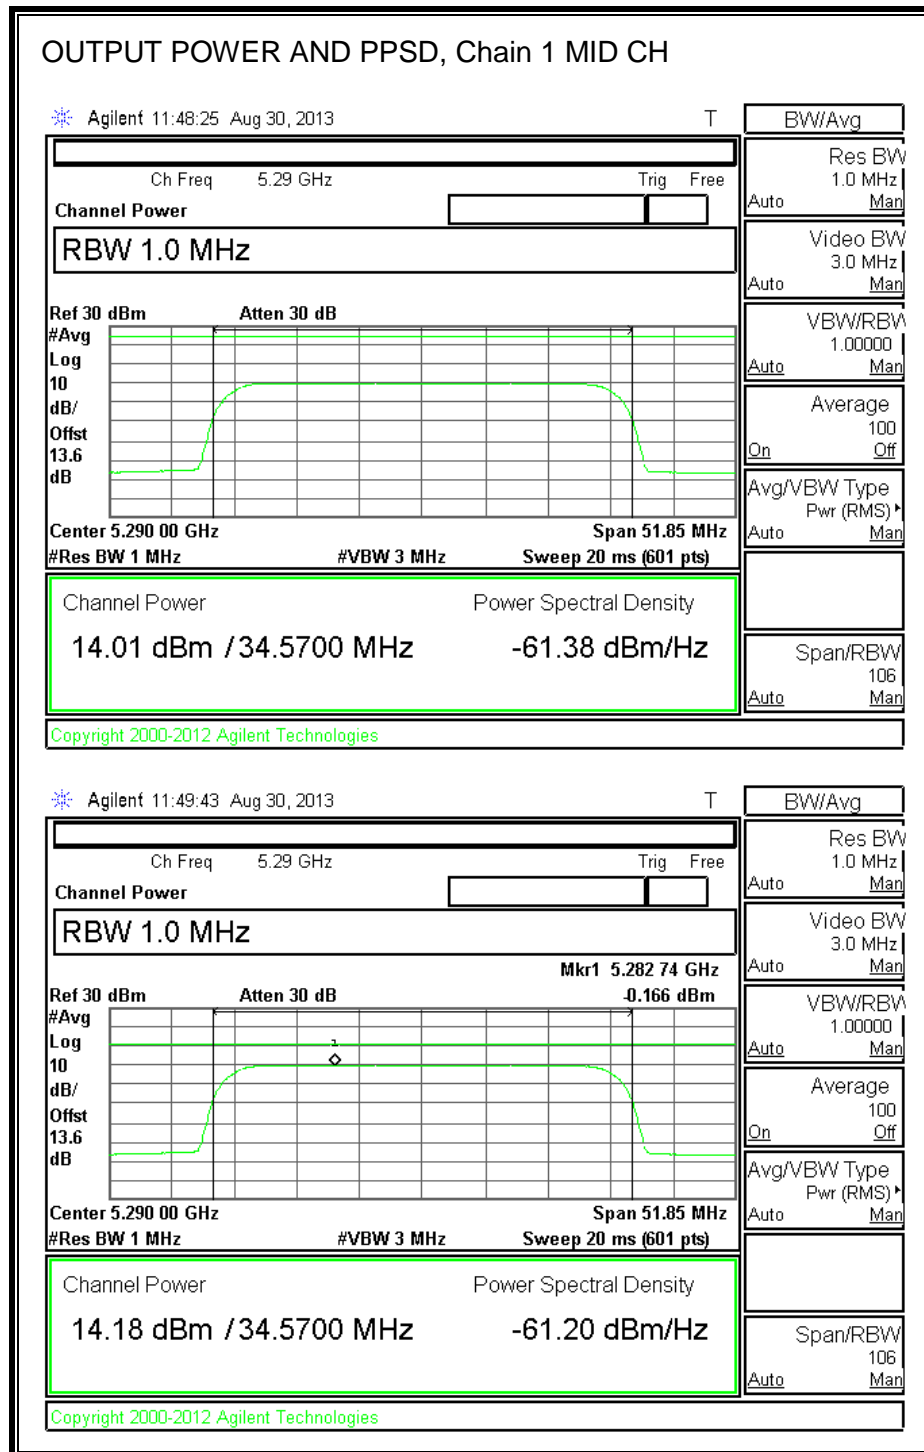 OUTPUT POWER AND PPSD, Chain 1 MID CH
Agilent 11:48:25 Aug 30, 2013 T
Ch Freq 5.29 GHz Trig Free
Channel Power
RBW 1.0 MHz
Ref 30 dBm Atten 30 dB
#Avg
Log
10
dB/
Offst
13.6
dB
Center 5.290 00 GHz Span 51.85 MHz
#Res BW 1 MHz #VBW 3 MHz Sweep 20 ms (601 pts)
Channel Power Power Spectral Density
14.01 dBm / 34.5700 MHz -61.38 dBm/Hz
Copyright 2000-2012 Agilent Technologies
BW/Avg
Res BW
1.0 MHz
Auto Man
Video BW
3.0 MHz
Auto Man
VBW/RBW
1.00000
Auto Man
Average
100
On Off
Avg/VBW Type
Pwr (RMS)
Auto Man
Span/RBW
106
Auto Man
Agilent 11:49:43 Aug 30, 2013 T
Ch Freq 5.29 GHz Trig Free
Channel Power
RBW 1.0 MHz
Mkr1 5.282 74 GHz
Ref 30 dBm Atten 30 dB -0.166 dBm
#Avg
Log
10
dB/
Offst
13.6
dB
1
Center 5.290 00 GHz Span 51.85 MHz
#Res BW 1 MHz #VBW 3 MHz Sweep 20 ms (601 pts)
Channel Power Power Spectral Density
14.18 dBm / 34.5700 MHz -61.20 dBm/Hz
Copyright 2000-2012 Agilent Technologies
BW/Avg
Res BW
1.0 MHz
Auto Man
Video BW
3.0 MHz
Auto Man
VBW/RBW
1.00000
Auto Man
Average
100
On Off
Avg/VBW Type
Pwr (RMS)
Auto Man
Span/RBW
106
Auto Man